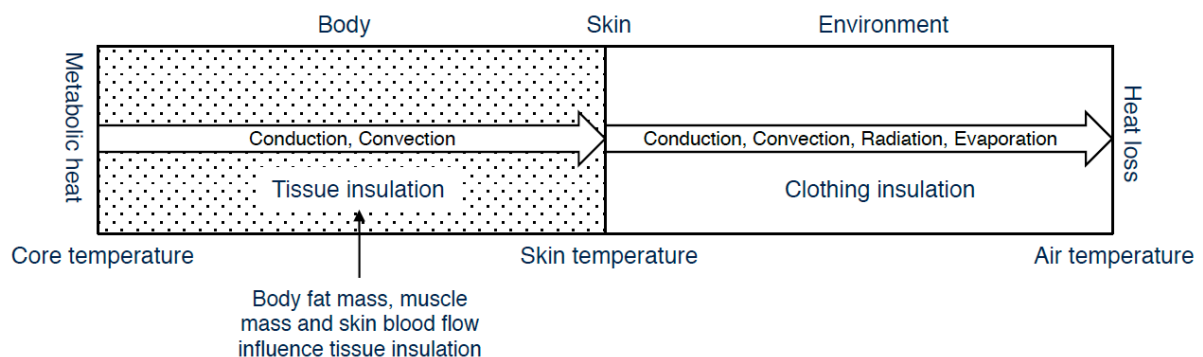 Body
Skin
Environment
Metabolic heat
Conduction, Convection
Conduction, Convection, Radiation, Evaporation
Heat loss
Tissue insulation
Clothing insulation
Core temperature
Skin temperature
Air temperature
Body fat mass, muscle
mass and skin blood flow
influence tissue insulation